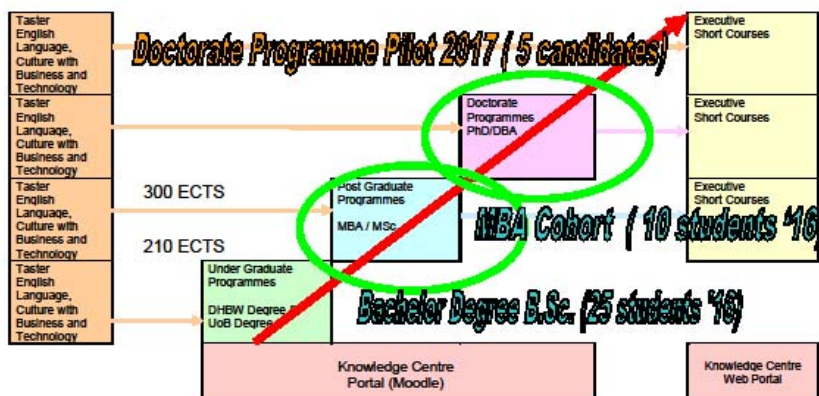 Taster
English
Language,
Culture with
Business and
Technology
Doctorate Programme Pilot 2017 ( 5 candidates)
Executive
Short Courses
Taster
English
Language,
Culture with
Business and
Technology
Doctorate
Programmes
PhD/DBA
Executive
Short Courses
Taster
English
Language,
Culture with
Business and
Technology
300 ECTS
210 ECTS
Post Graduate
Programmes
MBA / MSc
Executive
Short Courses
MBA Cohort ( 10 students '16)
Taster
English
Language,
Culture with
Business and
Technology
Under Graduate
Programmes
DHBW Degree
UoB Degree
Bachelor Degree B.Sc. (25 students '16)
Knowledge Centre
Portal (Moodle)
Knowledge Centre
Web Portal